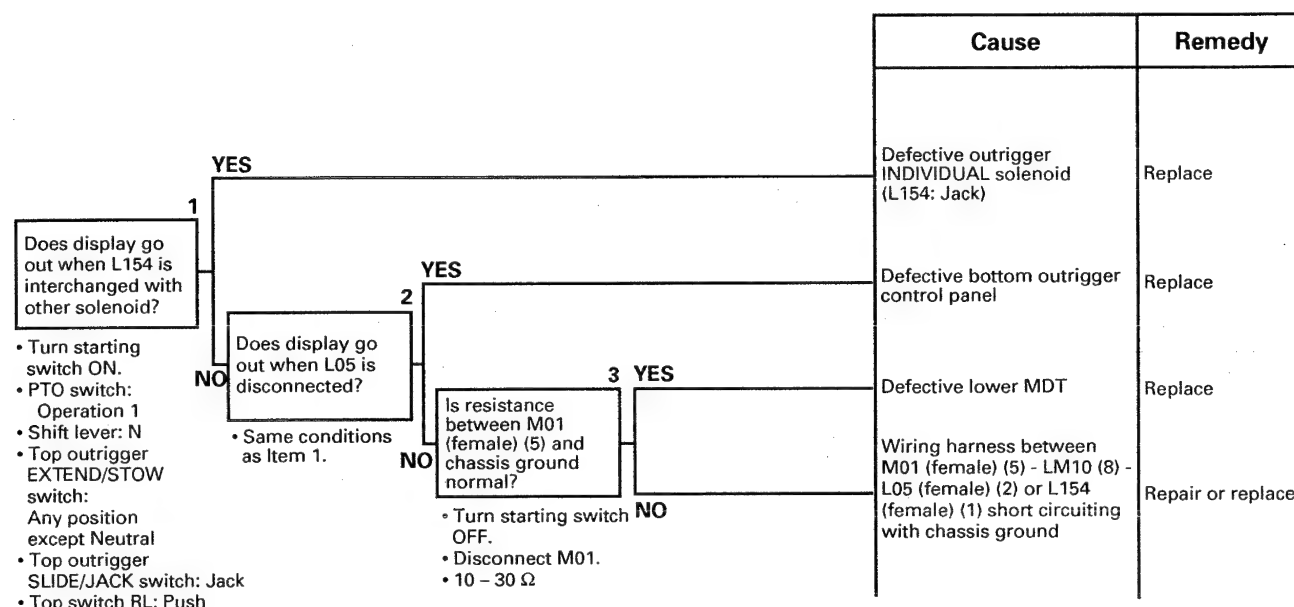 Cause
Remedy
YES
Defective outrigger
INDIVIDUAL solenoid
(L154: Jack)
Replace
1
Does display go
out when L154 is
interchanged with
other solenoid?
• Turn starting
switch ON.
• PTO switch:
Operation 1
• Shift lever: N
• Top outrigger
EXTEND/STOW
switch:
Any position
except Neutral
• Top outrigger
SLIDE/JACK switch: Jack
• Top switch RL: Push
NO
YES
Defective bottom outrigger
control panel
Replace
2
Does display go
out when L05 is
disconnected?
• Same conditions
as Item 1.
NO
3
YES
Defective lower MDT
Replace
Is resistance
between M01
(female) (5) and
chassis ground
normal?
• Turn starting switch
OFF.
• Disconnect M01.
• 10 – 30 Ω
NO
Wiring harness between
M01 (female) (5) - LM10 (8) -
L05 (female) (2) or L154
(female) (1) short circuiting
with chassis ground
Repair or replace